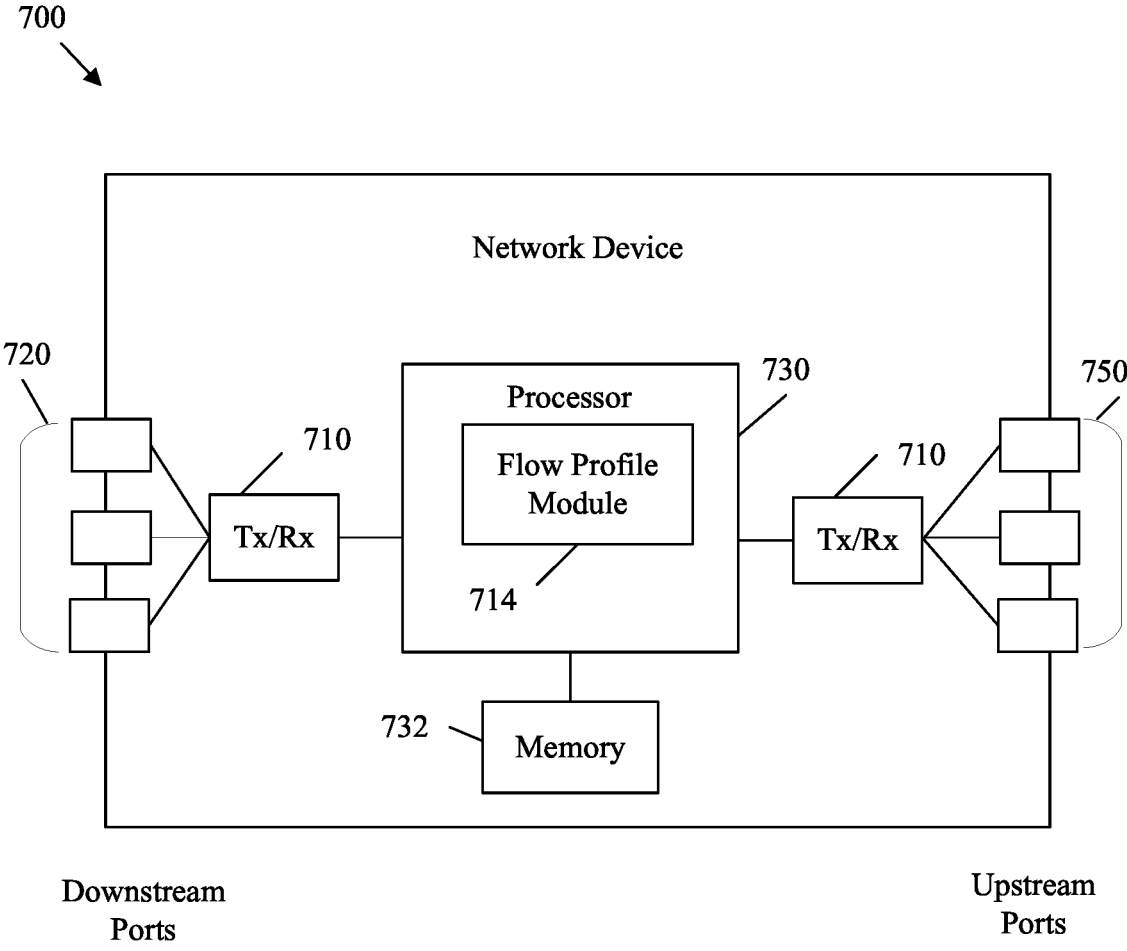 700
Network Device
720
750
730
Processor
710
710
Flow Profile
Module
Tx/Rx
Tx/Rx
714
732
Memory
Downstream
Ports
Upstream
Ports